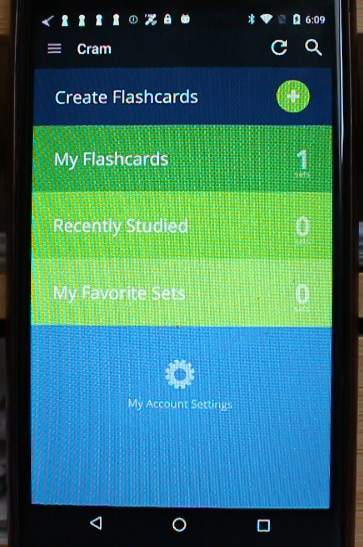 6:09
Cram
Create Flashcards
My Flashcards 1
sets
Recently Studied 0
sets
My Favorite Sets 0
sets
My Account Settings